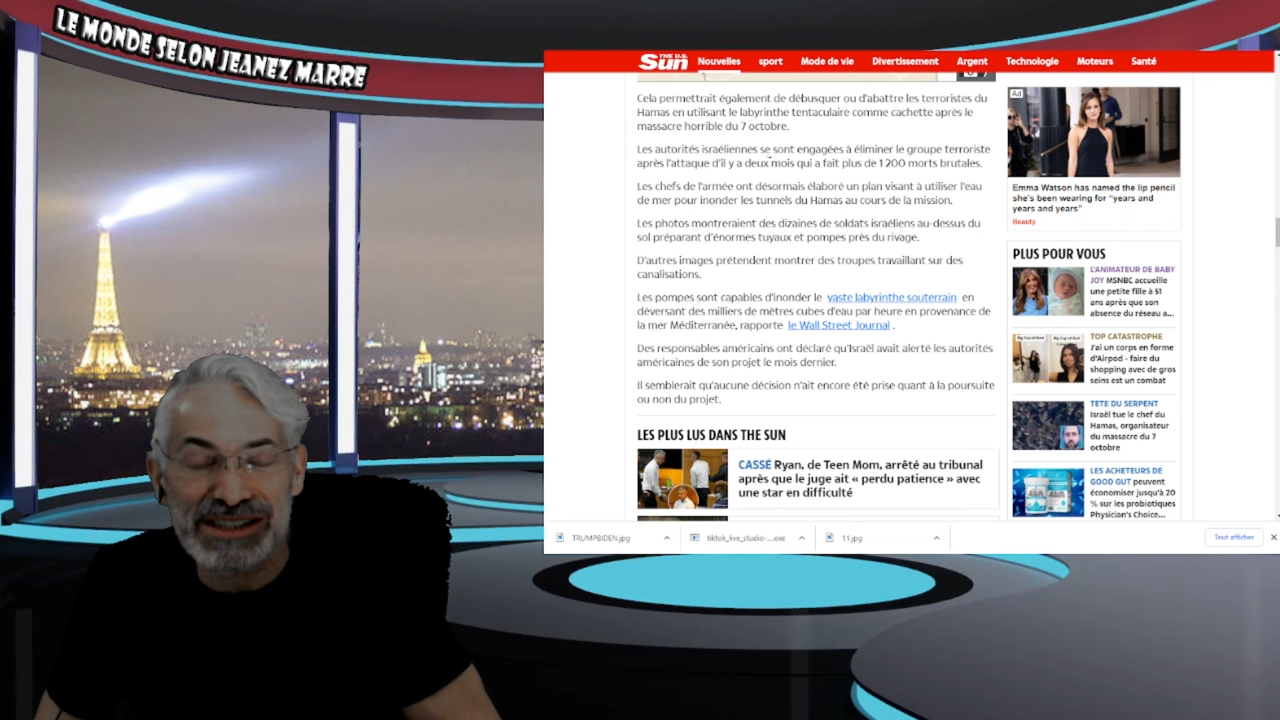 LE MONDE SELON JEANEZ MARRE
THE U.S. Sun
Nouvelles sport Mode de vie Divertissement Argent Technologie Moteurs Santé
Cela permettrait également de débusquer ou d'abattre les terroristes du
Hamas en utilisant le labyrinthe tentaculaire comme cachette après le
massacre horrible du 7 octobre.
Les autorités israéliennes se sont engagées à éliminer le groupe terroriste
après l'attaque d'il y a deux mois qui a fait plus de 1 200 morts brutales.
Les chefs de l'armée ont désormais élaboré un plan visant à utiliser l'eau
de mer pour inonder les tunnels du Hamas au cours de la mission.
Les photos montreraient des dizaines de soldats israéliens au-dessus du
sol préparant d'énormes tuyaux et pompes près du rivage.
D'autres images prétendent montrer des troupes travaillant sur des
canalisations.
Les pompes sont capables d'inonder le vaste labyrinthe souterrain en
déversant des milliers de mètres cubes d'eau par heure en provenance de
la mer Méditerranée, rapporte le Wall Street Journal .
Des responsables américains ont déclaré qu'Israël avait alerté les autorités
américaines de son projet le mois dernier.
Il semblerait qu'aucune décision n'ait encore été prise quant à la poursuite
ou non du projet.
LES PLUS LUS DANS THE SUN
CASSÉ Ryan, de Teen Mom, arrêté au tribunal
après que le juge ait « perdu patience » avec
une star en difficulté
Ad
Emma Watson has named the lip pencil
she's been wearing for "years and
years and years"
Beauty
PLUS POUR VOUS
L'ANIMATEUR DE BABY
JOY MSNBC accueille
une petite fille à 51
ans après que son
absence du réseau a...
TOP CATASTROPHE
J'ai un corps en forme
d'Airpod - faire du
shopping avec de gros
seins est un combat
TÊTE DU SERPENT
Israël tue le chef du
Hamas, organisateur
du massacre du 7
octobre
LES ACHETEURS DE
GOOD GUT peuvent
économiser jusqu'à 20
% sur les probiotiques
Physician's Choice...
TRUMPBIDEN.jpg
tiktok_live_studio-....exe
11.jpg
Tout afficher